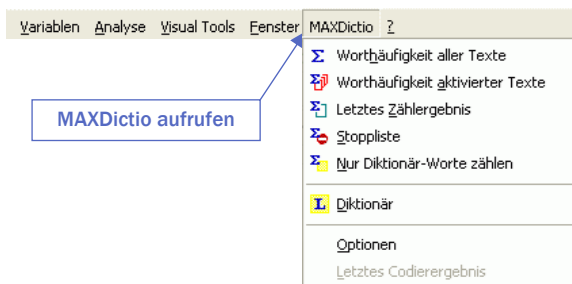 Variablen Analyse Visual Tools Fenster MAXDictio ?
Worthäufigkeit aller Texte
Worthäufigkeit aktivierter Texte
Letztes Zählergebnis
MAXDictio aufrufen
Stoppliste
Nur Diktionär-Worte zählen
L Diktionär
Optionen
Letztes Codierergebnis